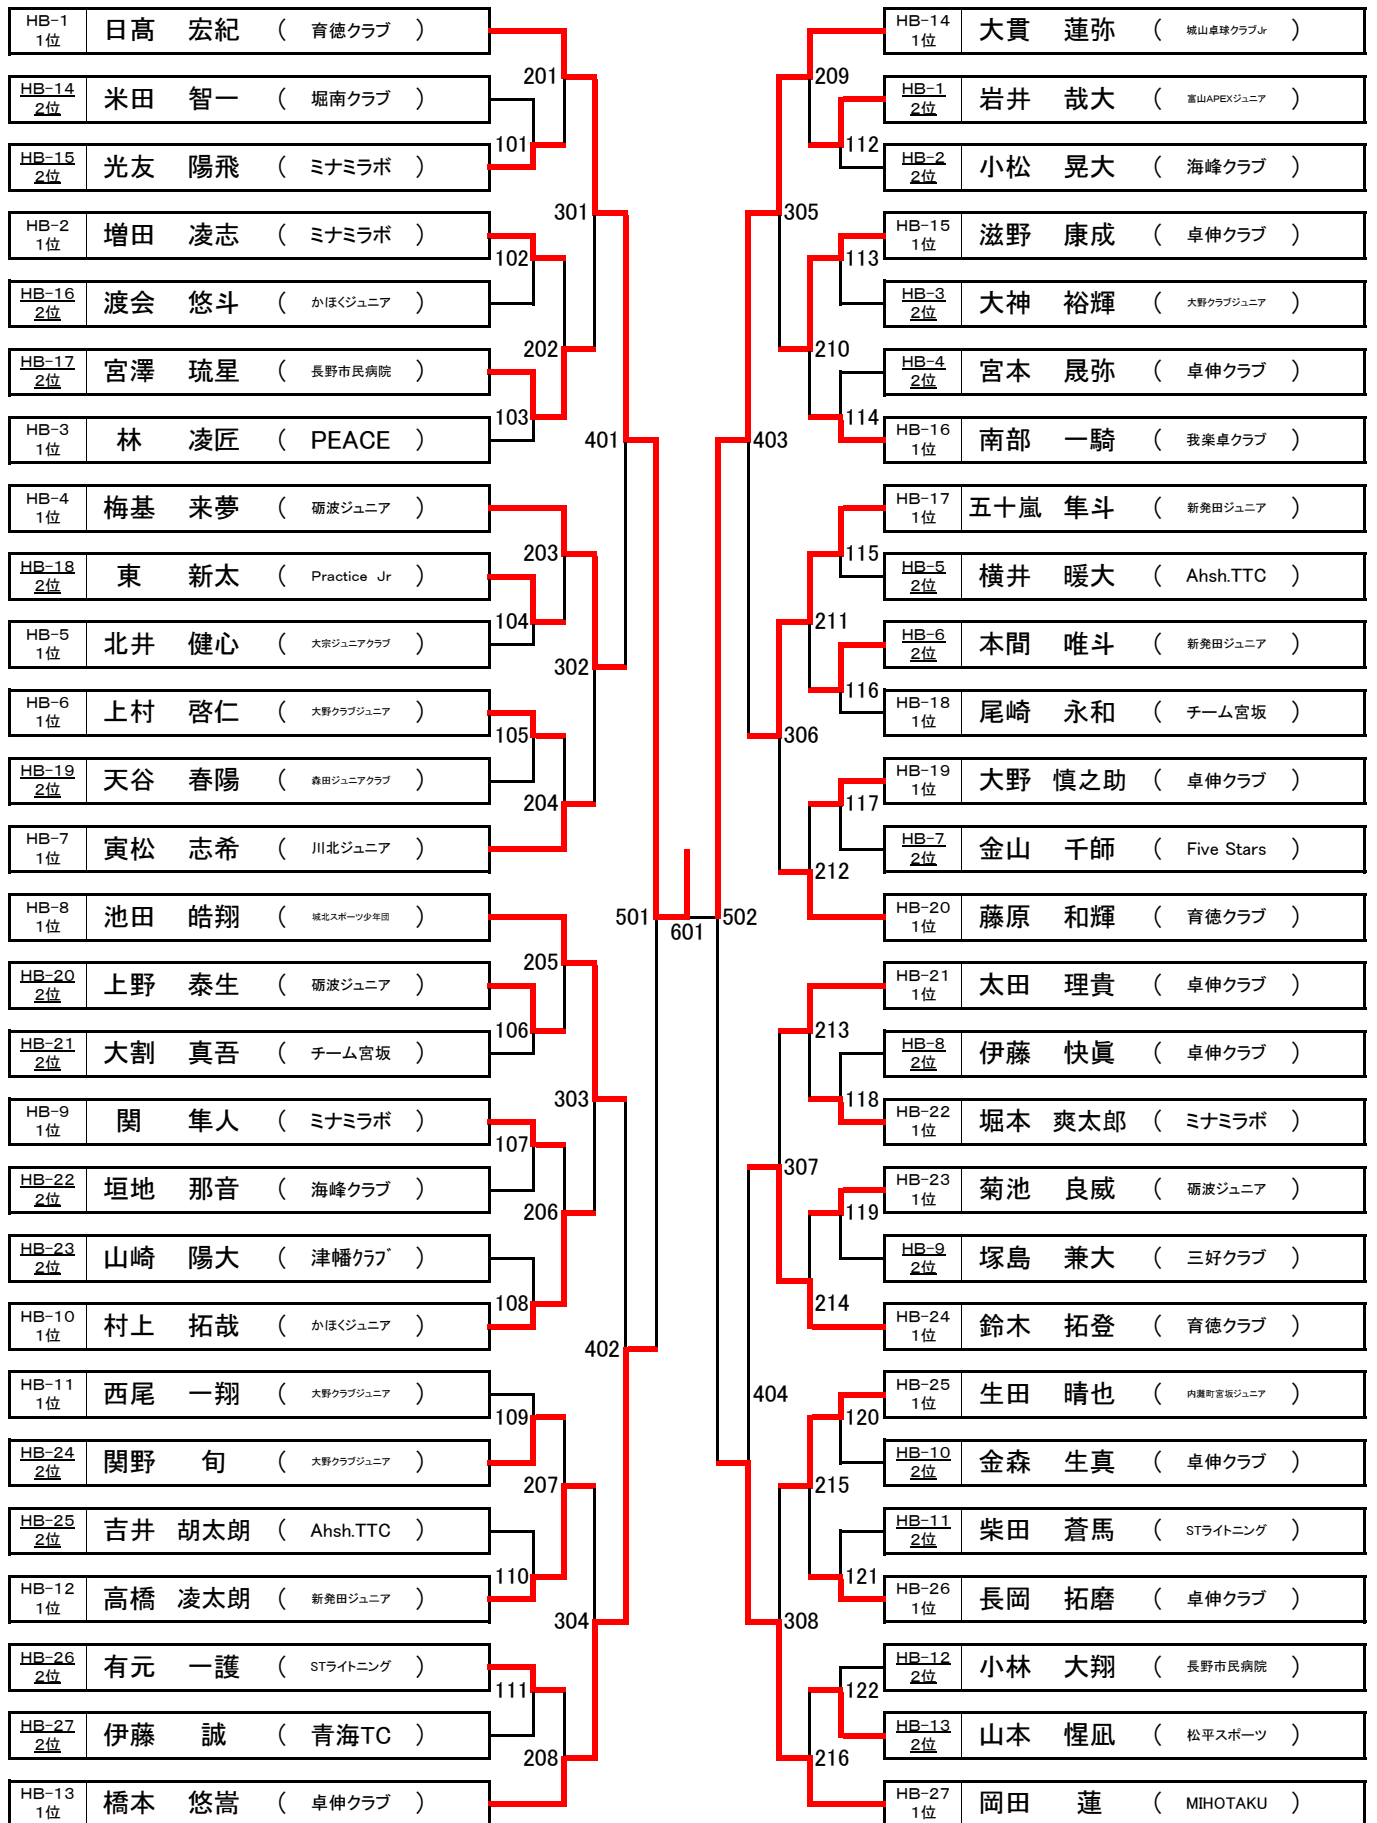 HB-1 1位 日髙 宏紀 ( 育徳クラブ )
HB-14 2位 米田 智一 ( 堀南クラブ )
HB-15 2位 光友 陽飛 ( ミナミラボ )
HB-2 1位 増田 凌志 ( ミナミラボ )
HB-16 2位 渡会 悠斗 ( かほくジュニア )
HB-17 2位 宮澤 琉星 ( 長野市民病院 )
HB-3 1位 林 凌匠 ( PEACE )
HB-4 1位 梅基 来夢 ( 砺波ジュニア )
HB-18 2位 東 新太 ( Practice Jr )
HB-5 1位 北井 健心 ( 大宗ジュニアクラブ )
HB-6 1位 上村 啓仁 ( 大野クラブジュニア )
HB-19 2位 天谷 春陽 ( 森田ジュニアクラブ )
HB-7 1位 寅松 志希 ( 川北ジュニア )
HB-8 1位 池田 皓翔 ( 城北スポーツ少年団 )
HB-20 2位 上野 泰生 ( 砺波ジュニア )
HB-21 2位 大割 真吾 ( チーム宮坂 )
HB-9 1位 関 隼人 ( ミナミラボ )
HB-22 2位 垣地 那音 ( 海峰クラブ )
HB-23 2位 山崎 陽大 ( 津幡ｸﾗﾌﾞ )
HB-10 1位 村上 拓哉 ( かほくジュニア )
HB-11 1位 西尾 一翔 ( 大野クラブジュニア )
HB-24 2位 関野 旬 ( 大野クラブジュニア )
HB-25 2位 吉井 胡太朗 ( Ahsh.TTC )
HB-12 1位 高橋 凌太朗 ( 新発田ジュニア )
HB-26 2位 有元 一護 ( STライトニング )
HB-27 2位 伊藤 誠 ( 青海TC )
HB-13 1位 橋本 悠嵩 ( 卓伸クラブ )
201
101
301
102
202
103
401
203
104
302
105
204
501
205
106
303
107
206
108
402
109
207
110
304
111
208
601
502
209
112
305
113
210
114
403
115
211
116
306
117
212
213
118
307
119
214
404
120
215
121
308
122
216
HB-14 1位 大貫 蓮弥 ( 城山卓球クラブJr )
HB-1 2位 岩井 哉大 ( 富山APEXジュニア )
HB-2 2位 小松 晃大 ( 海峰クラブ )
HB-15 1位 滋野 康成 ( 卓伸クラブ )
HB-3 2位 大神 裕輝 ( 大野クラブジュニア )
HB-4 2位 宮本 晟弥 ( 卓伸クラブ )
HB-16 1位 南部 一騎 ( 我楽卓クラブ )
HB-17 1位 五十嵐 隼斗 ( 新発田ジュニア )
HB-5 2位 横井 暖大 ( Ahsh.TTC )
HB-6 2位 本間 唯斗 ( 新発田ジュニア )
HB-18 1位 尾崎 永和 ( チーム宮坂 )
HB-19 1位 大野 慎之助 ( 卓伸クラブ )
HB-7 2位 金山 千師 ( Five Stars )
HB-20 1位 藤原 和輝 ( 育徳クラブ )
HB-21 1位 太田 理貴 ( 卓伸クラブ )
HB-8 2位 伊藤 快眞 ( 卓伸クラブ )
HB-22 1位 堀本 爽太郎 ( ミナミラボ )
HB-23 1位 菊池 良威 ( 砺波ジュニア )
HB-9 2位 塚島 兼大 ( 三好クラブ )
HB-24 1位 鈴木 拓登 ( 育徳クラブ )
HB-25 1位 生田 晴也 ( 内灘町宮坂ジュニア )
HB-10 2位 金森 生真 ( 卓伸クラブ )
HB-11 2位 柴田 蒼馬 ( STライトニング )
HB-26 1位 長岡 拓磨 ( 卓伸クラブ )
HB-12 2位 小林 大翔 ( 長野市民病院 )
HB-13 2位 山本 惺凪 ( 松平スポーツ )
HB-27 1位 岡田 蓮 ( MIHOTAKU )